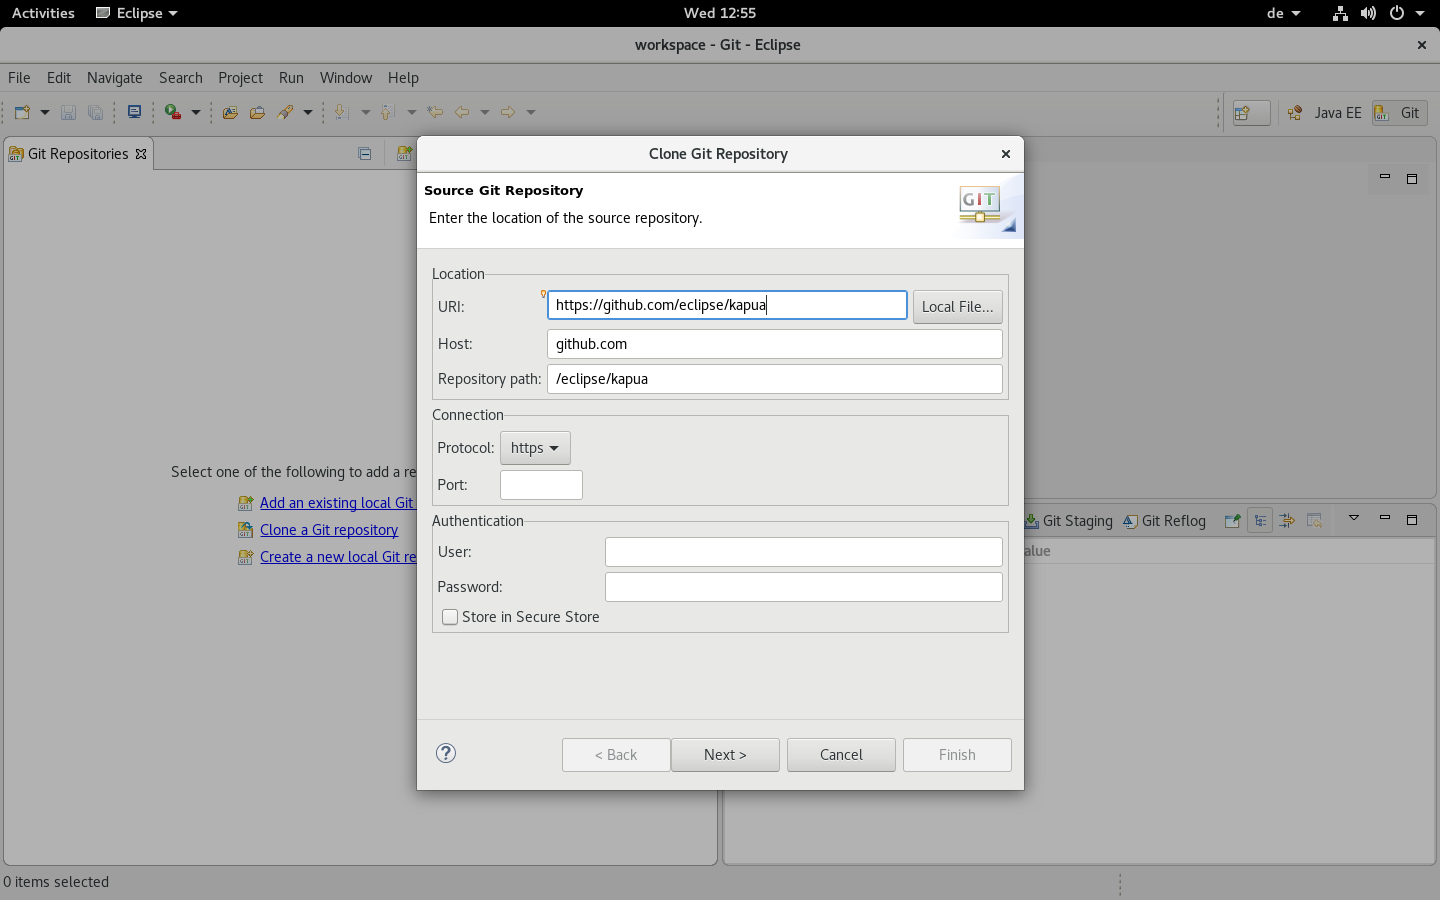 Activities Eclipse Wed 12:55 de
workspace - Git - Eclipse
File Edit Navigate Search Project Run Window Help
Java EE Git
Git Repositories
Clone Git Repository
Source Git Repository
Enter the location of the source repository.
GIT
Location
URI: https://github.com/eclipse/kapua Local File...
Host: github.com
Repository path: /eclipse/kapua
Connection
Protocol: https
Port:
Authentication
User:
Password:
Store in Secure Store
< Back Next > Cancel Finish
Select one of the following to add a re
Add an existing local Git
Clone a Git repository
Create a new local Git re
Git Staging Git Reflog
alue
0 items selected